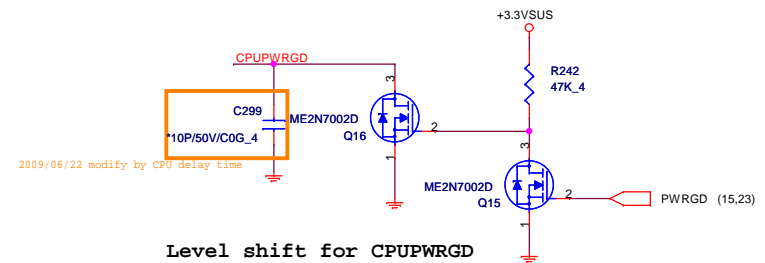 +3.3VSUS
CPUPWRGD
R242
47K_4
3
C299
ME2N7002D
*10P/50V/C0G_4
Q16
2
1
2009/06/22 modify by CPU delay time
3
ME2N7002D
Q15
2
PWRGD (15,23)
1
Level shift for CPUPWRGD